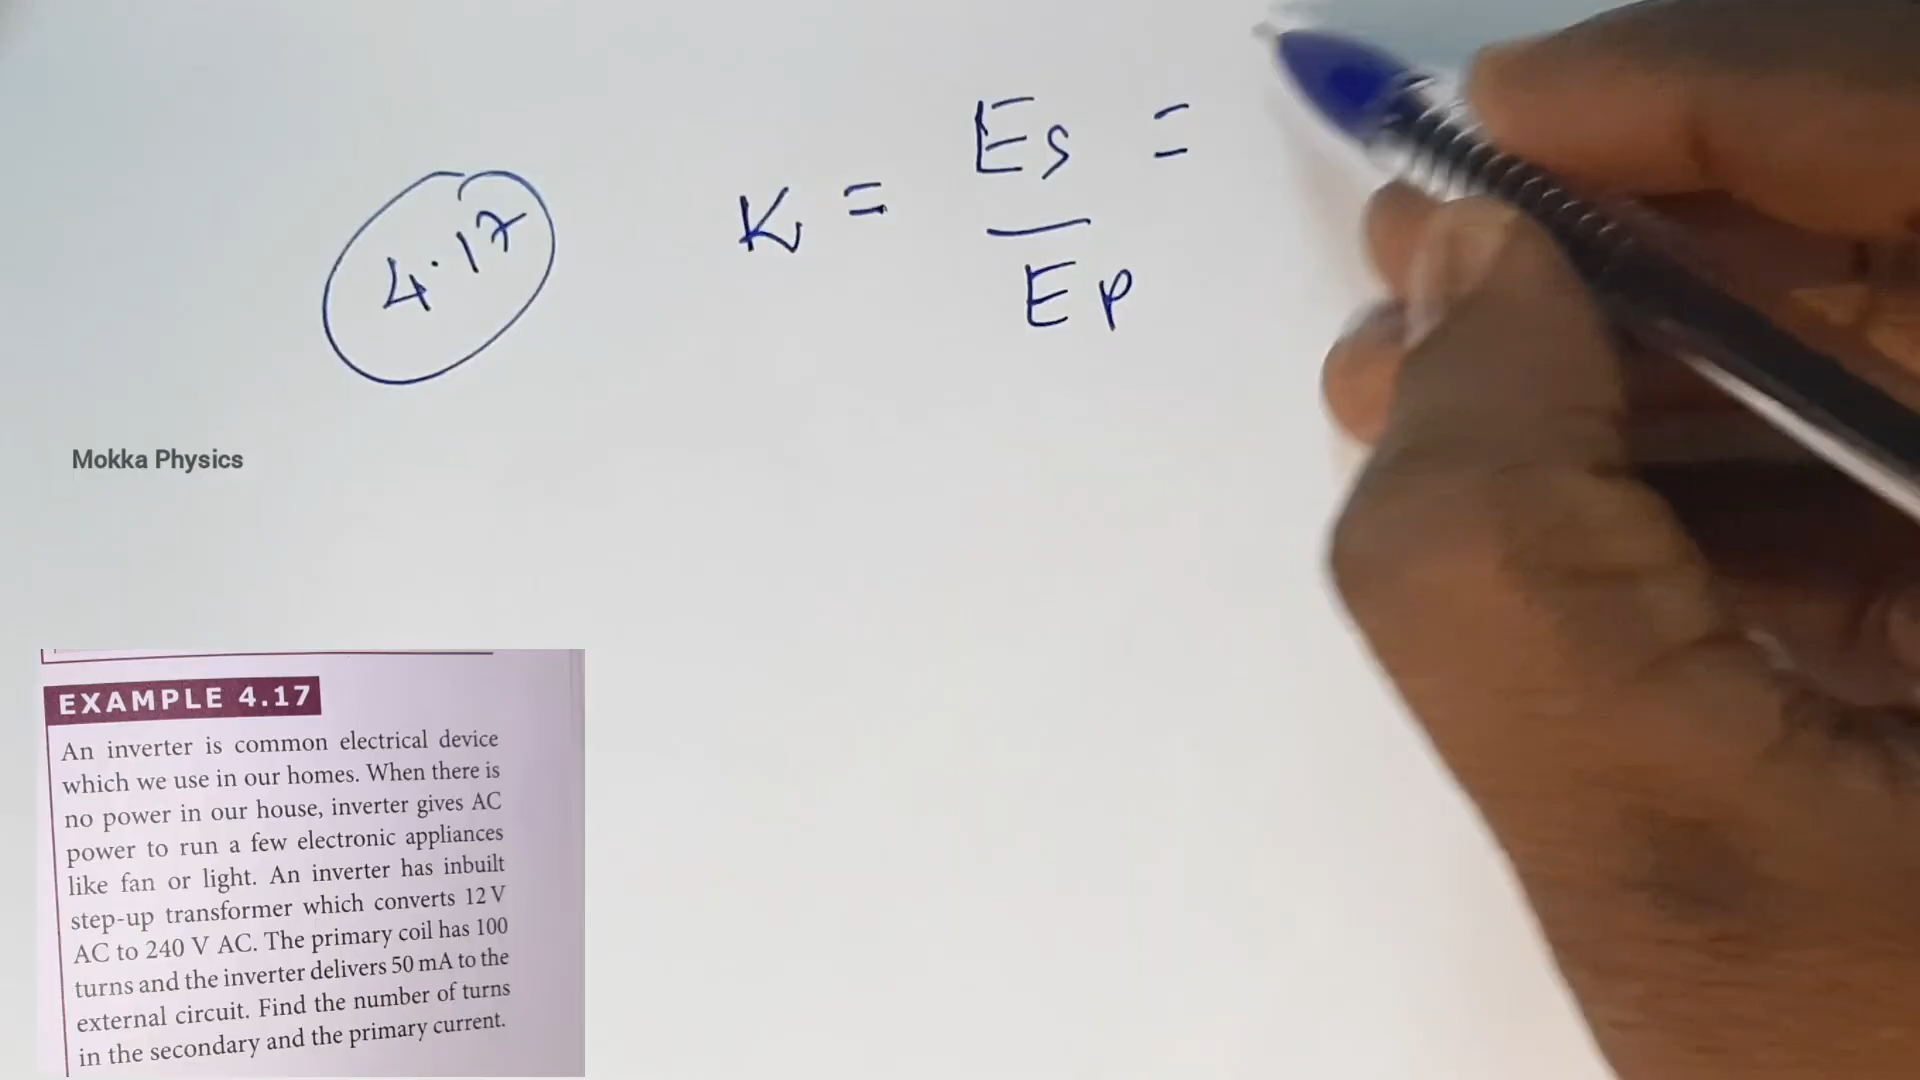 4.17
K = Es =
Ep
Mokka Physics
EXAMPLE 4.17
An inverter is common electrical device
which we use in our homes. When there is
no power in our house, inverter gives AC
power to run a few electronic appliances
like fan or light. An inverter has inbuilt
step-up transformer which converts 12 V
AC to 240 V AC. The primary coil has 100
turns and the inverter delivers 50 mA to the
external circuit. Find the number of turns
in the secondary and the primary current.